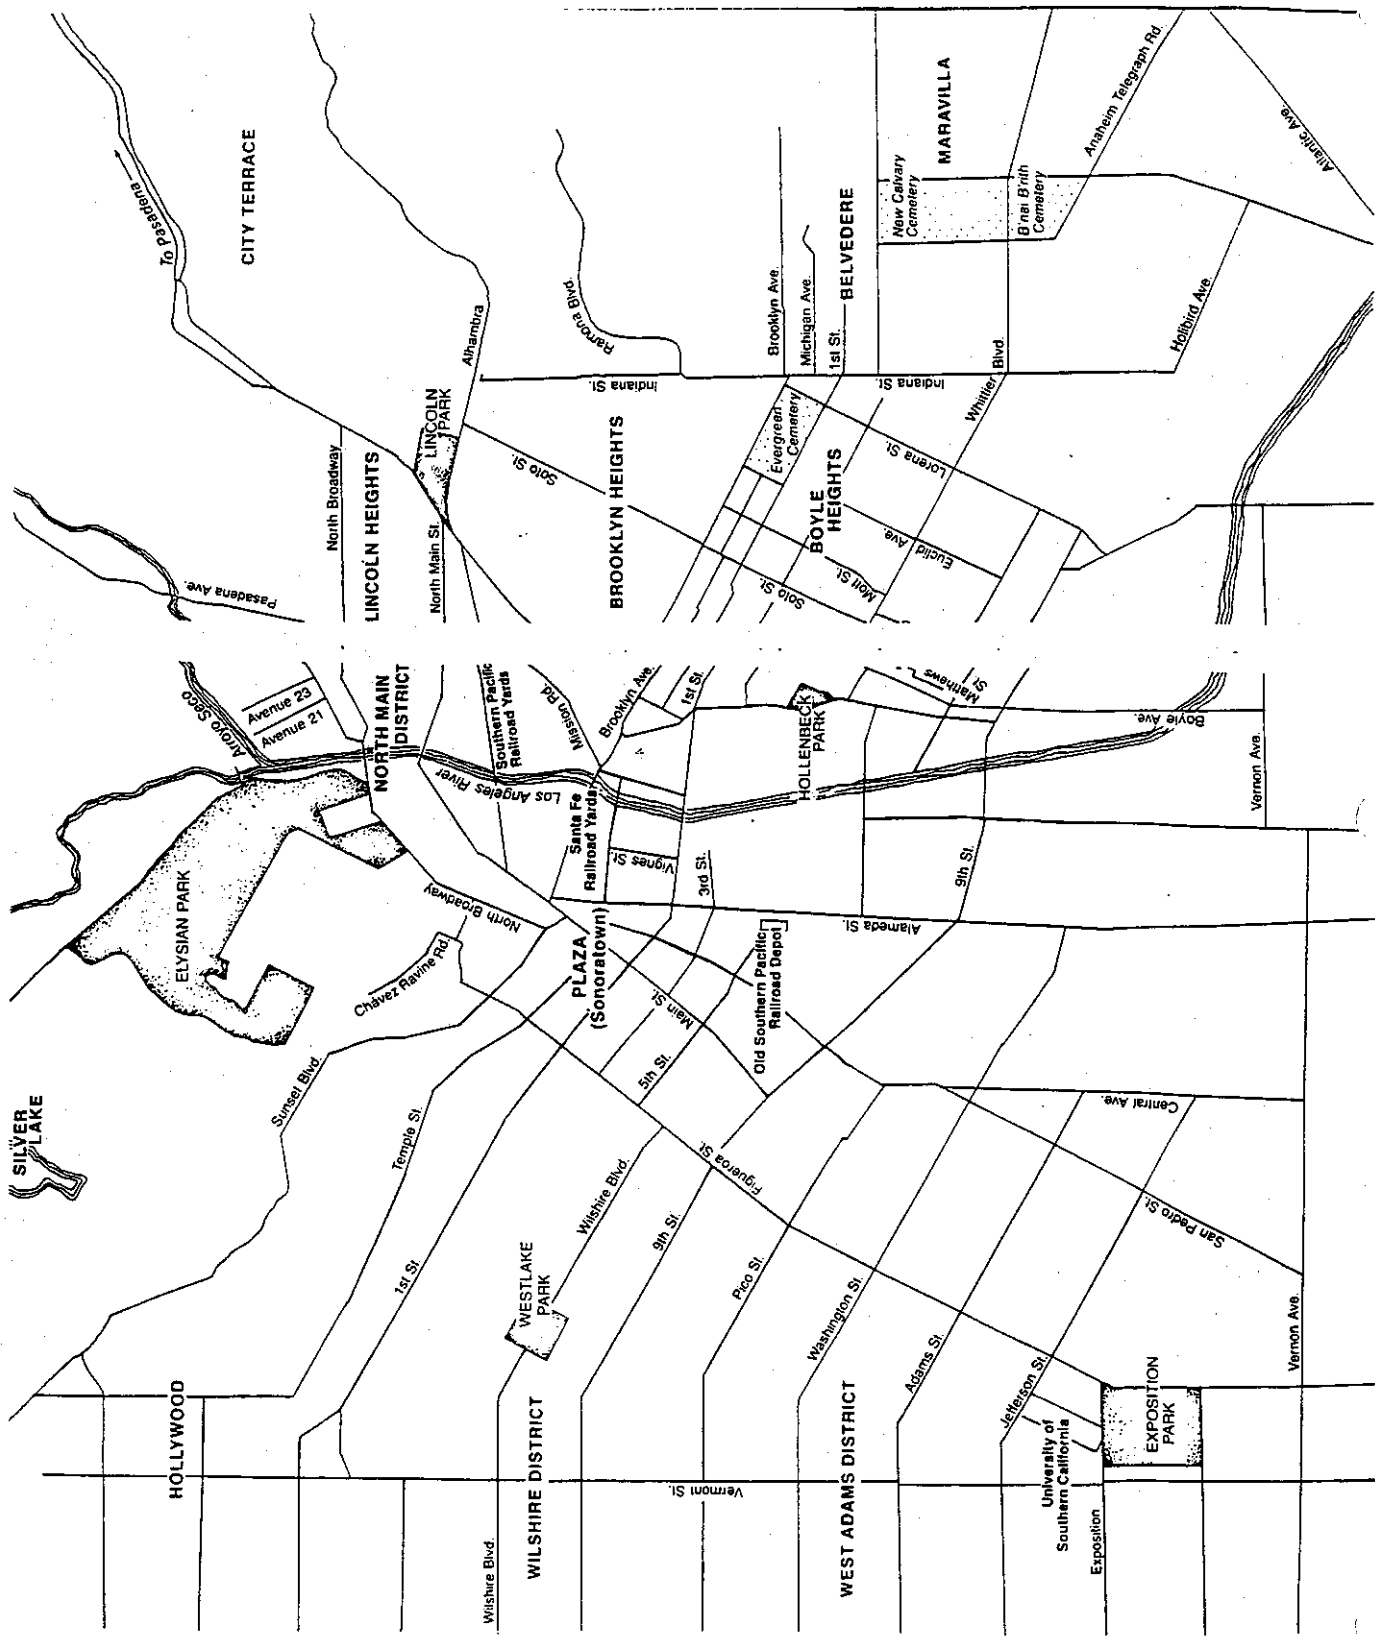 To Pasadena
CITY TERRACE
Alhambra
Ramona Blvd.
Brooklyn Ave.
Michigan Ave.
1st St.
BELVEDERE
New Calvary
Cemetery
MARAVILLA
B'nai B'rith
Cemetery
Anaheim Telegraph Rd.
Atlantic Ave.
Holibird Ave.
Indiana St.
Indiana St.
Whittier Blvd.
North Broadway
LINCOLN HEIGHTS
LINCOLN
PARK
North Main St.
Soto St.
BROOKLYN HEIGHTS
Evergreen
Cemetery
BOYLE
HEIGHTS
Lorena St.
Euclid Ave.
Mott St.
Soto St.
Pasadena Ave.
Arroyo Seco
Avenue 23
Avenue 21
NORTH MAIN
DISTRICT
Southern Pacific
Railroad Yards
Mission Rd.
Brooklyn Ave.
1st St.
HOLLENBECK
PARK
Matthews
St
Boyle Ave.
Vernon Ave.
Los Angeles River
Santa Fe
Railroad Yards
Vignes St.
3rd St.
9th St.
ELYSIAN PARK
North Broadway
Chávez Ravine Rd.
PLAZA
(Sonoratown)
Main St.
Old Southern Pacific
Railroad Depot
Alameda St.
5th St.
SILVER
LAKE
Sunset Blvd.
Temple St.
1st St.
Wilshire Blvd.
Figueroa St.
Central Ave.
San Pedro St.
WESTLAKE
PARK
9th St.
Pico St.
Washington St.
Adams St.
Jefferson St.
Vernon Ave.
HOLLYWOOD
WILSHIRE DISTRICT
Vermont St.
WEST ADAMS DISTRICT
University of
Southern California
EXPOSITION
PARK
Wilshire Blvd.
Exposition